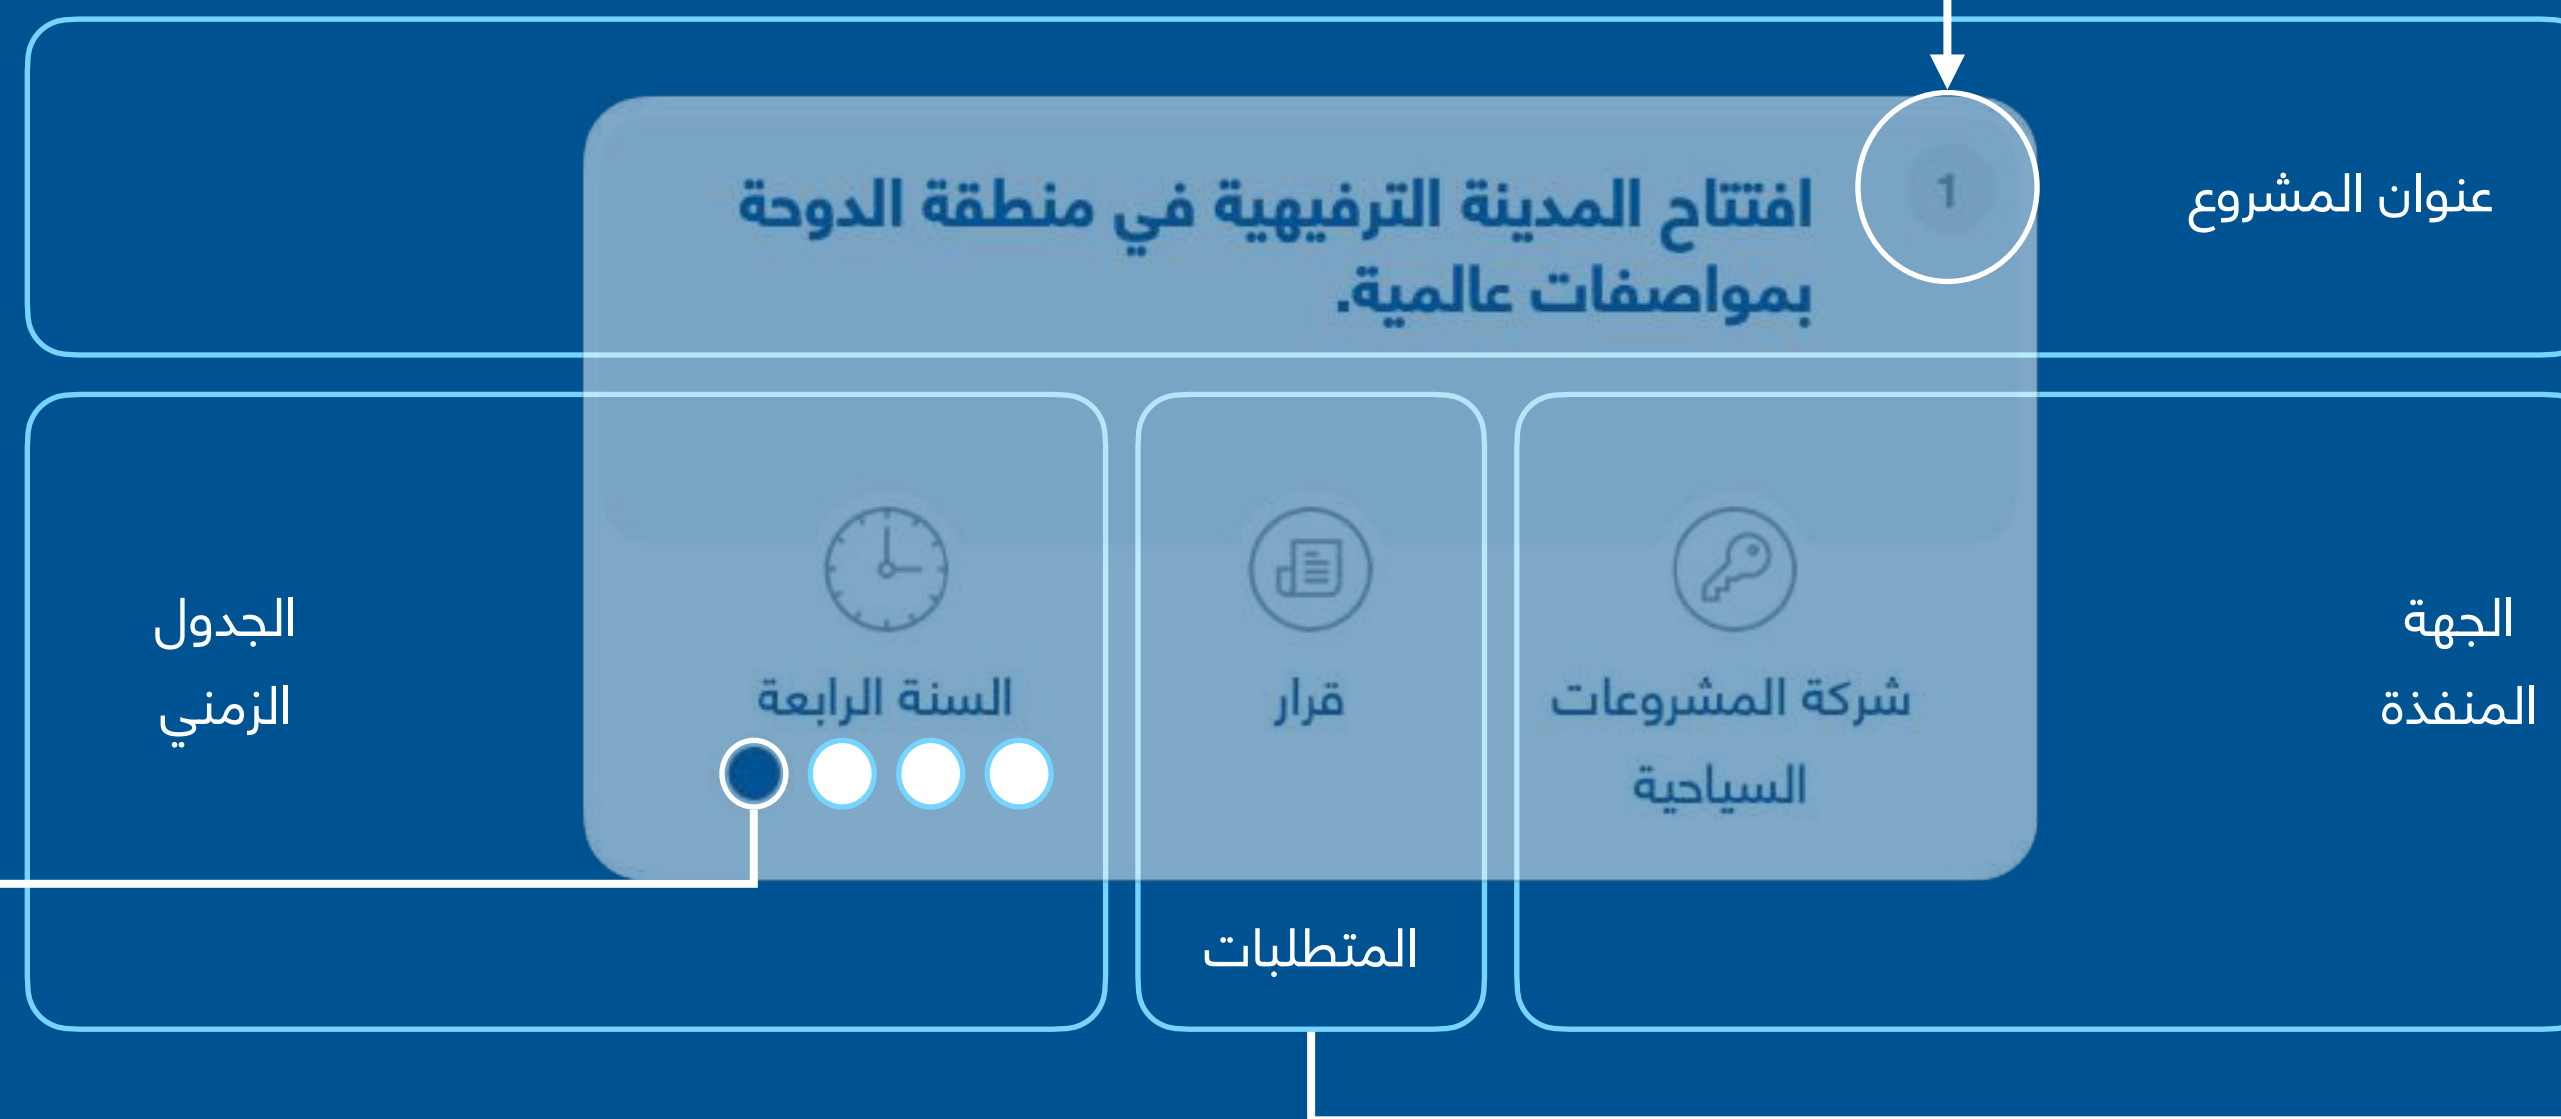 عنوان المشروع
1
افتتاح المدينة الترفيهية في منطقة الدوحة
بمواصفات عالمية.
الجهة
المنفذة
شركة المشروعات
السياحية
قرار
المتطلبات
السنة الرابعة
الجدول
الزمني